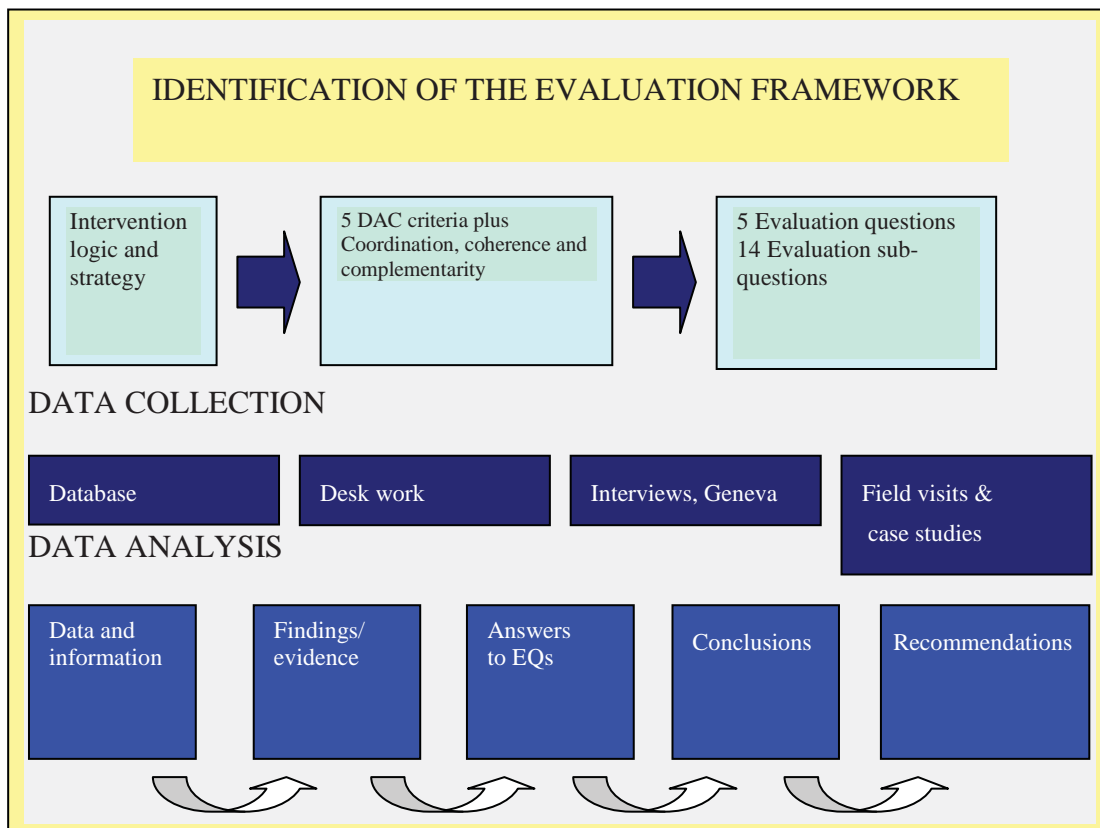 IDENTIFICATION OF THE EVALUATION FRAMEWORK
Intervention
logic and
strategy
5 DAC criteria plus
Coordination, coherence and
complementarity
5 Evaluation questions
14 Evaluation sub-
questions
DATA COLLECTION
Database
Desk work
Interviews, Geneva
Field visits &
case studies
DATA ANALYSIS
Data and
information
Findings/
evidence
Answers
to EQs
Conclusions
Recommendations